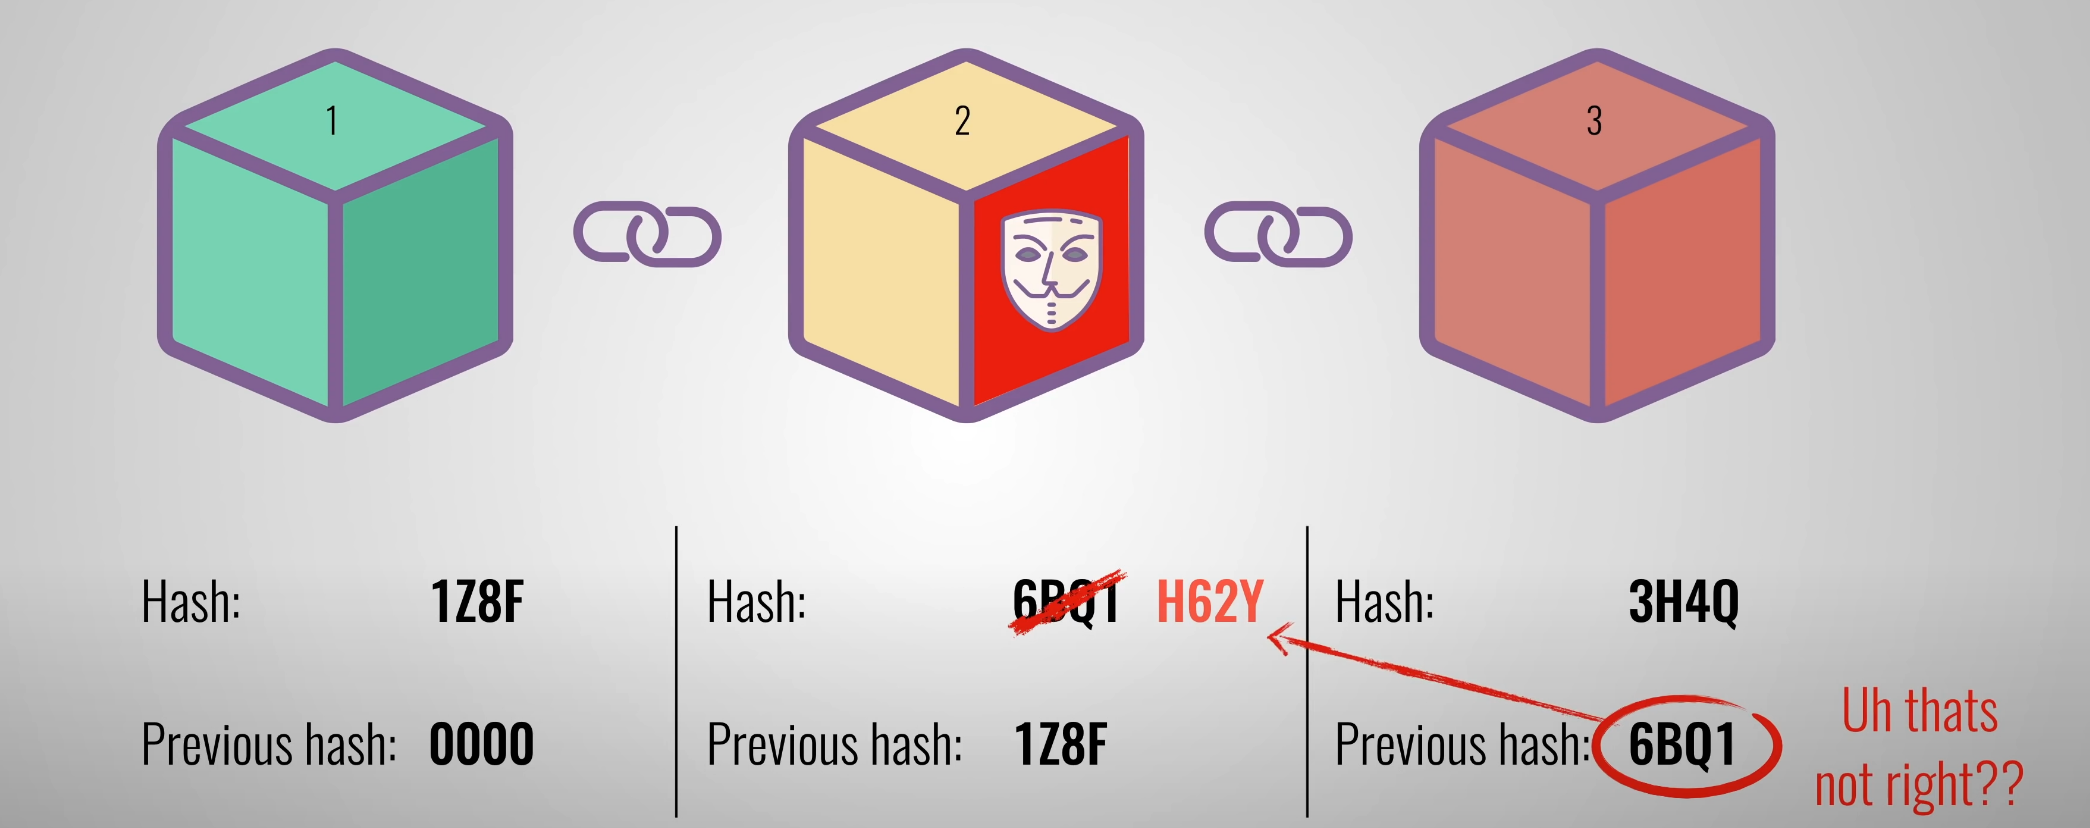 1
2
3
Hash: 1Z8F
Previous hash: 0000
Hash: 6BQ1 H62Y
Previous hash: 1Z8F
Hash: 3H4Q
Previous hash: 6BQ1
Uh thats
not right??